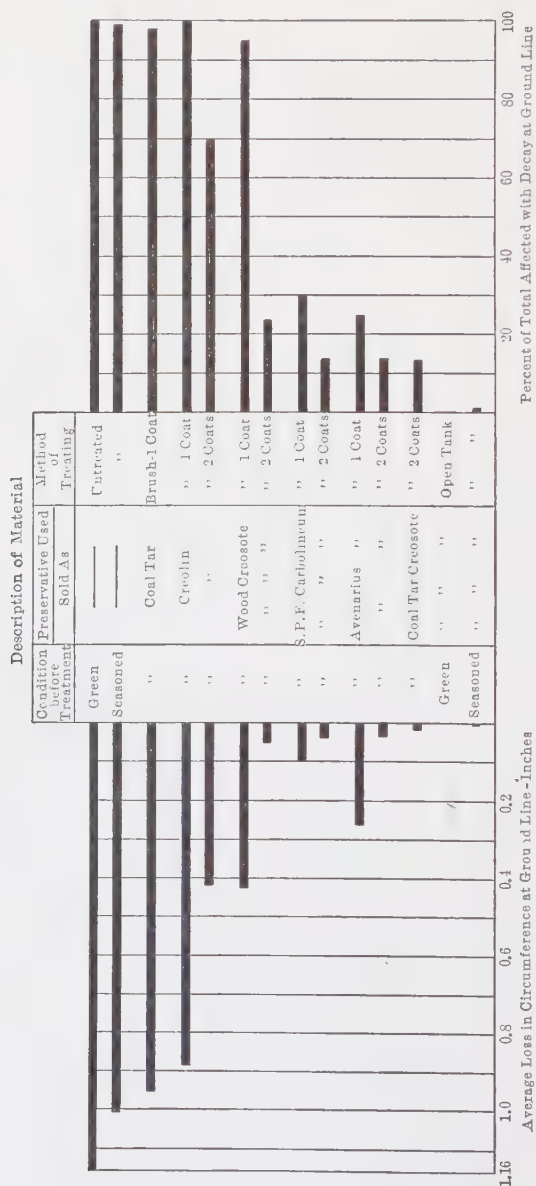 Description of Material
Condition before Treatment
Preservative Used Sold As
Method of Treating
Green Untreated
Seasoned ,,
,, Coal Tar Brush-1 Coat
,, Creolin ,, 1 Coat
,, ,, ,, 2 Coats
,, Wood Creosote ,, 1 Coat
,, ,, ,, ,, 2 Coats
,, S.P.F. Carbolineum ,, 1 Coat
,, ,, ,, ,, ,, 2 Coats
,, Avenarius ,, ,, 1 Coat
,, ,, ,, ,, 2 Coats
,, Coal Tar Creosote ,, 2 Coats
Green ,, ,, ,, Open Tank
Seasoned ,, ,, ,, ,,
1.16 1.0 0.8 0.6 0.4 0.2
Average Loss in Circumference at Ground Line-Inches
20 40 60 80 100
Percent of Total Affected with Decay at Ground Line